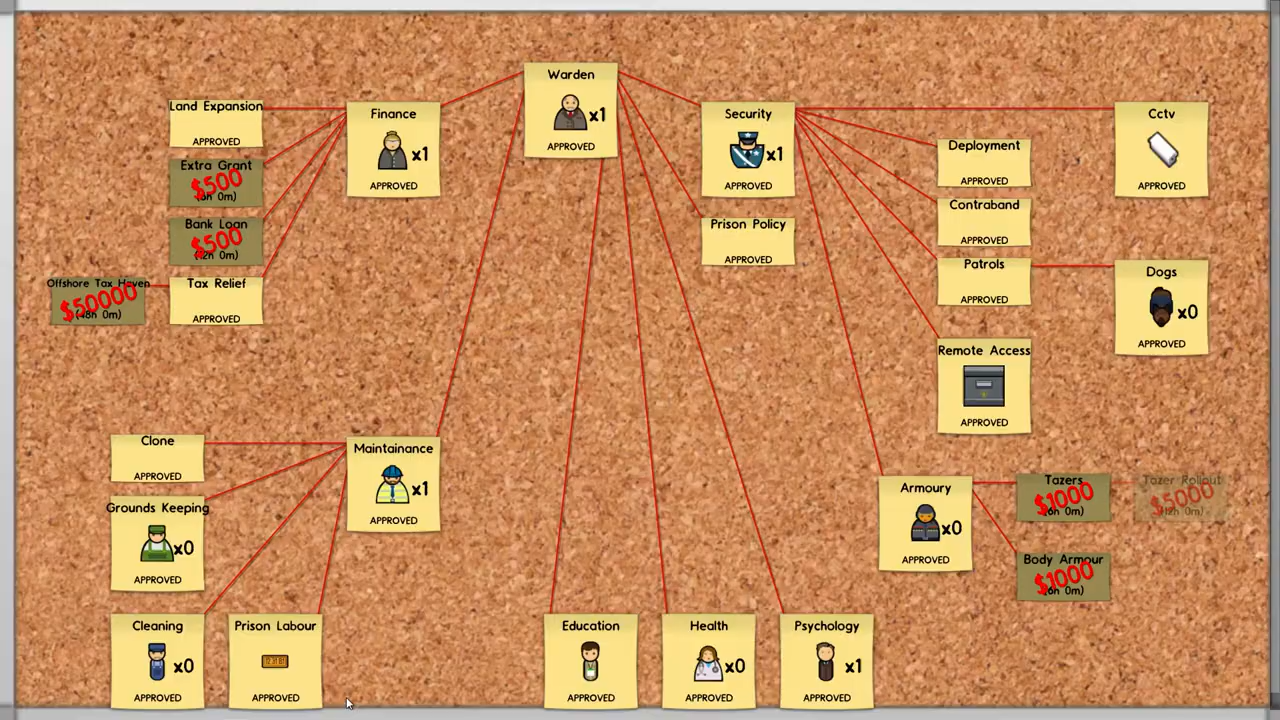 Warden
x1
APPROVED
Land Expansion
APPROVED
Finance
x1
APPROVED
Security
x1
APPROVED
Cctv
APPROVED
Extra Grant
$500
Bank Loan
$500
Offshore Tax Haven
$50000
Tax Relief
APPROVED
Prison Policy
APPROVED
Deployment
APPROVED
Contraband
APPROVED
Patrols
APPROVED
Dogs
x0
APPROVED
Remote Access
APPROVED
Clone
APPROVED
Maintainance
x1
APPROVED
Grounds Keeping
x0
APPROVED
Cleaning
x0
APPROVED
Prison Labour
APPROVED
Education
APPROVED
Health
x0
APPROVED
Psychology
x1
APPROVED
Armoury
x0
APPROVED
Tazers
$1000
Tazer Rollout
$5000
Body Armour
$1000